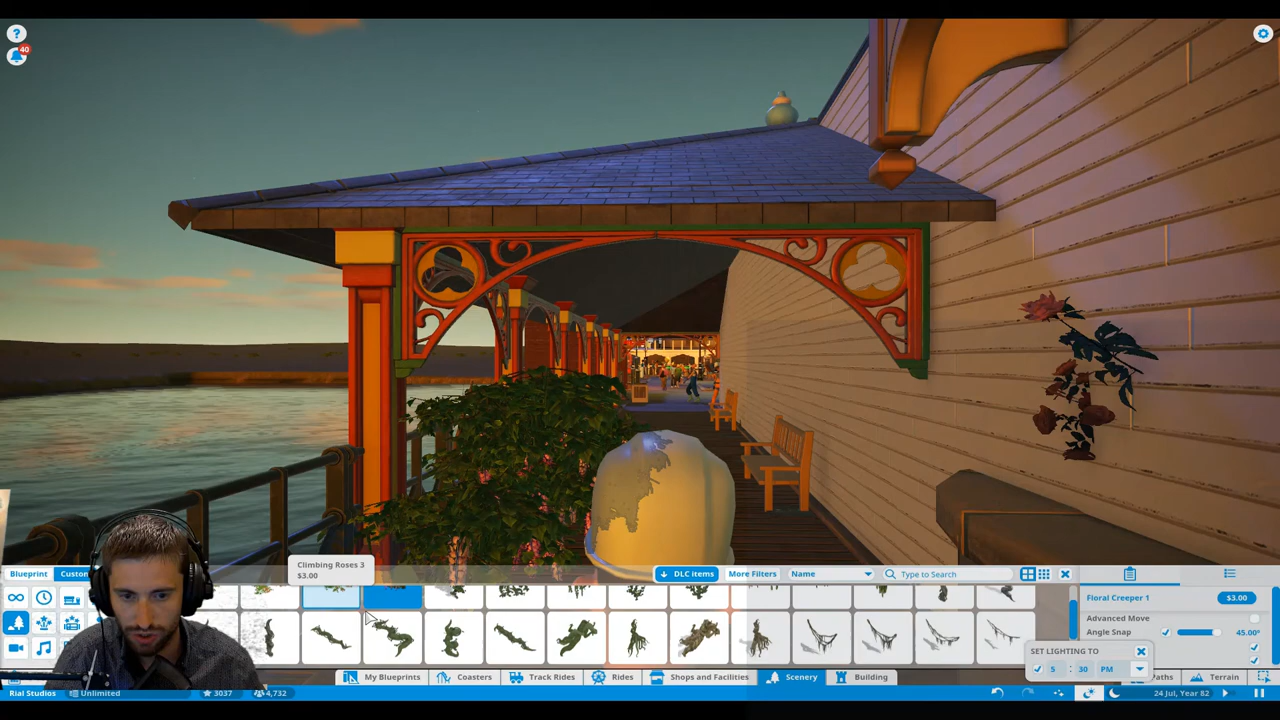 ?
40
Climbing Roses 3
$3.00
Blueprint
Custom
DLC items
More Filters
Name
Type to Search
Floral Creeper 1
$3.00
Advanced Move
Angle Snap
45.00°
SET LIGHTING TO
5 : 30 PM
My Blueprints
Coasters
Track Rides
Rides
Shops and Facilities
Scenery
Building
Paths
Terrain
Rial Studios
Unlimited
3037
4,732
24 Jul, Year 82